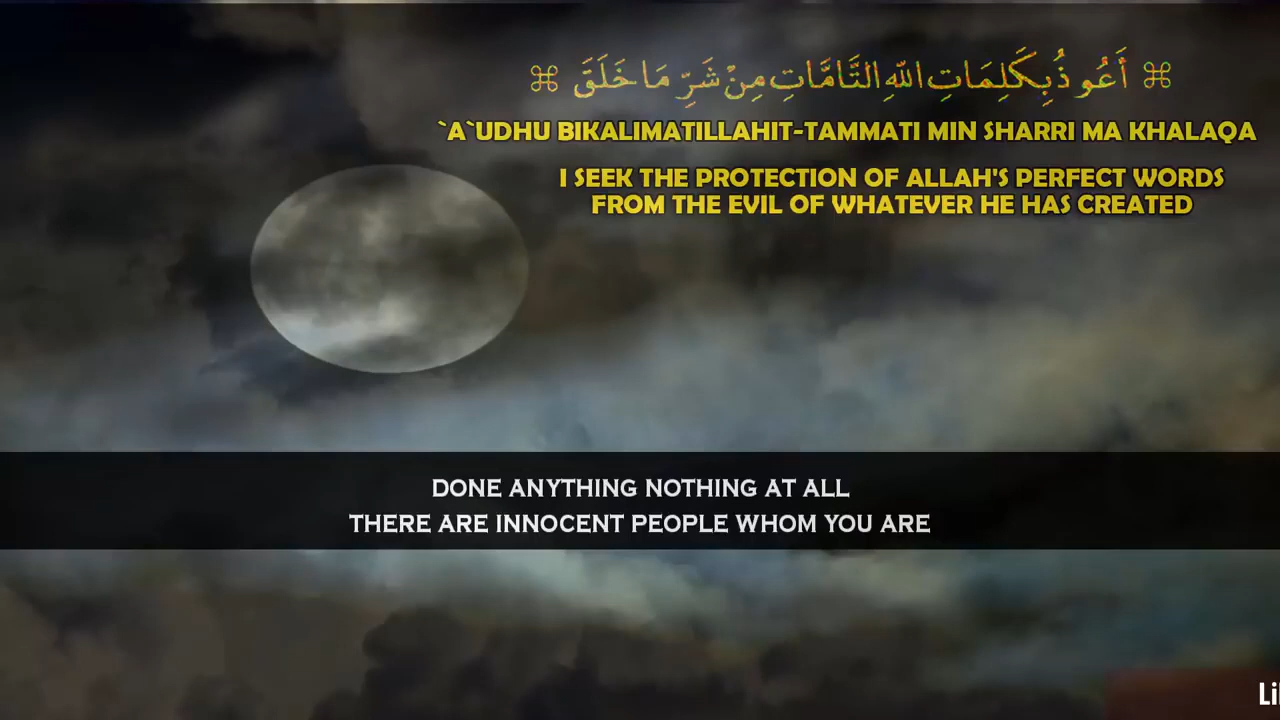 ⌘ أَعُوذُ بِكَلِمَاتِ اللّٰهِ التَّامَّاتِ مِنْ شَرِّ مَا خَلَقَ ⌘
`A`UDHU BIKALIMATILLAHIT-TAMMATI MIN SHARRI MA KHALAQA
I SEEK THE PROTECTION OF ALLAH'S PERFECT WORDS
FROM THE EVIL OF WHATEVER HE HAS CREATED
DONE ANYTHING NOTHING AT ALL
THERE ARE INNOCENT PEOPLE WHOM YOU ARE